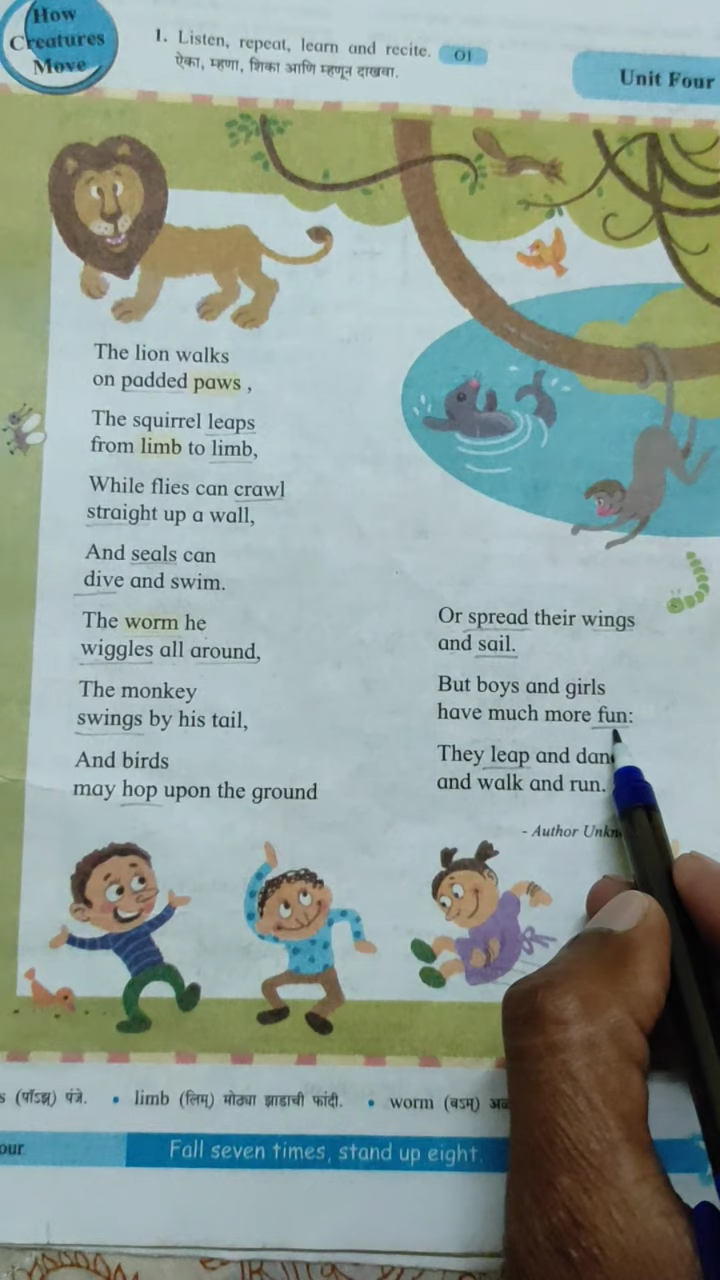 How
Creatures
Move
1. Listen, repeat, learn and recite. 01
ऐका, म्हणा, शिका आणि म्हणून दाखवा.
Unit Four
The lion walks
on padded paws ,
The squirrel leaps
from limb to limb,
While flies can crawl
straight up a wall,
And seals can
dive and swim.
The worm he
wiggles all around,
The monkey
swings by his tail,
And birds
may hop upon the ground
Or spread their wings
and sail.
But boys and girls
have much more fun:
They leap and
and walk and run.
- Author
(पॉऽझ्) पंजे. • limb (लिम्) मोठ्या झाडाची फांदी. • worm (वऽम्)
Fall seven times, stand up eight.